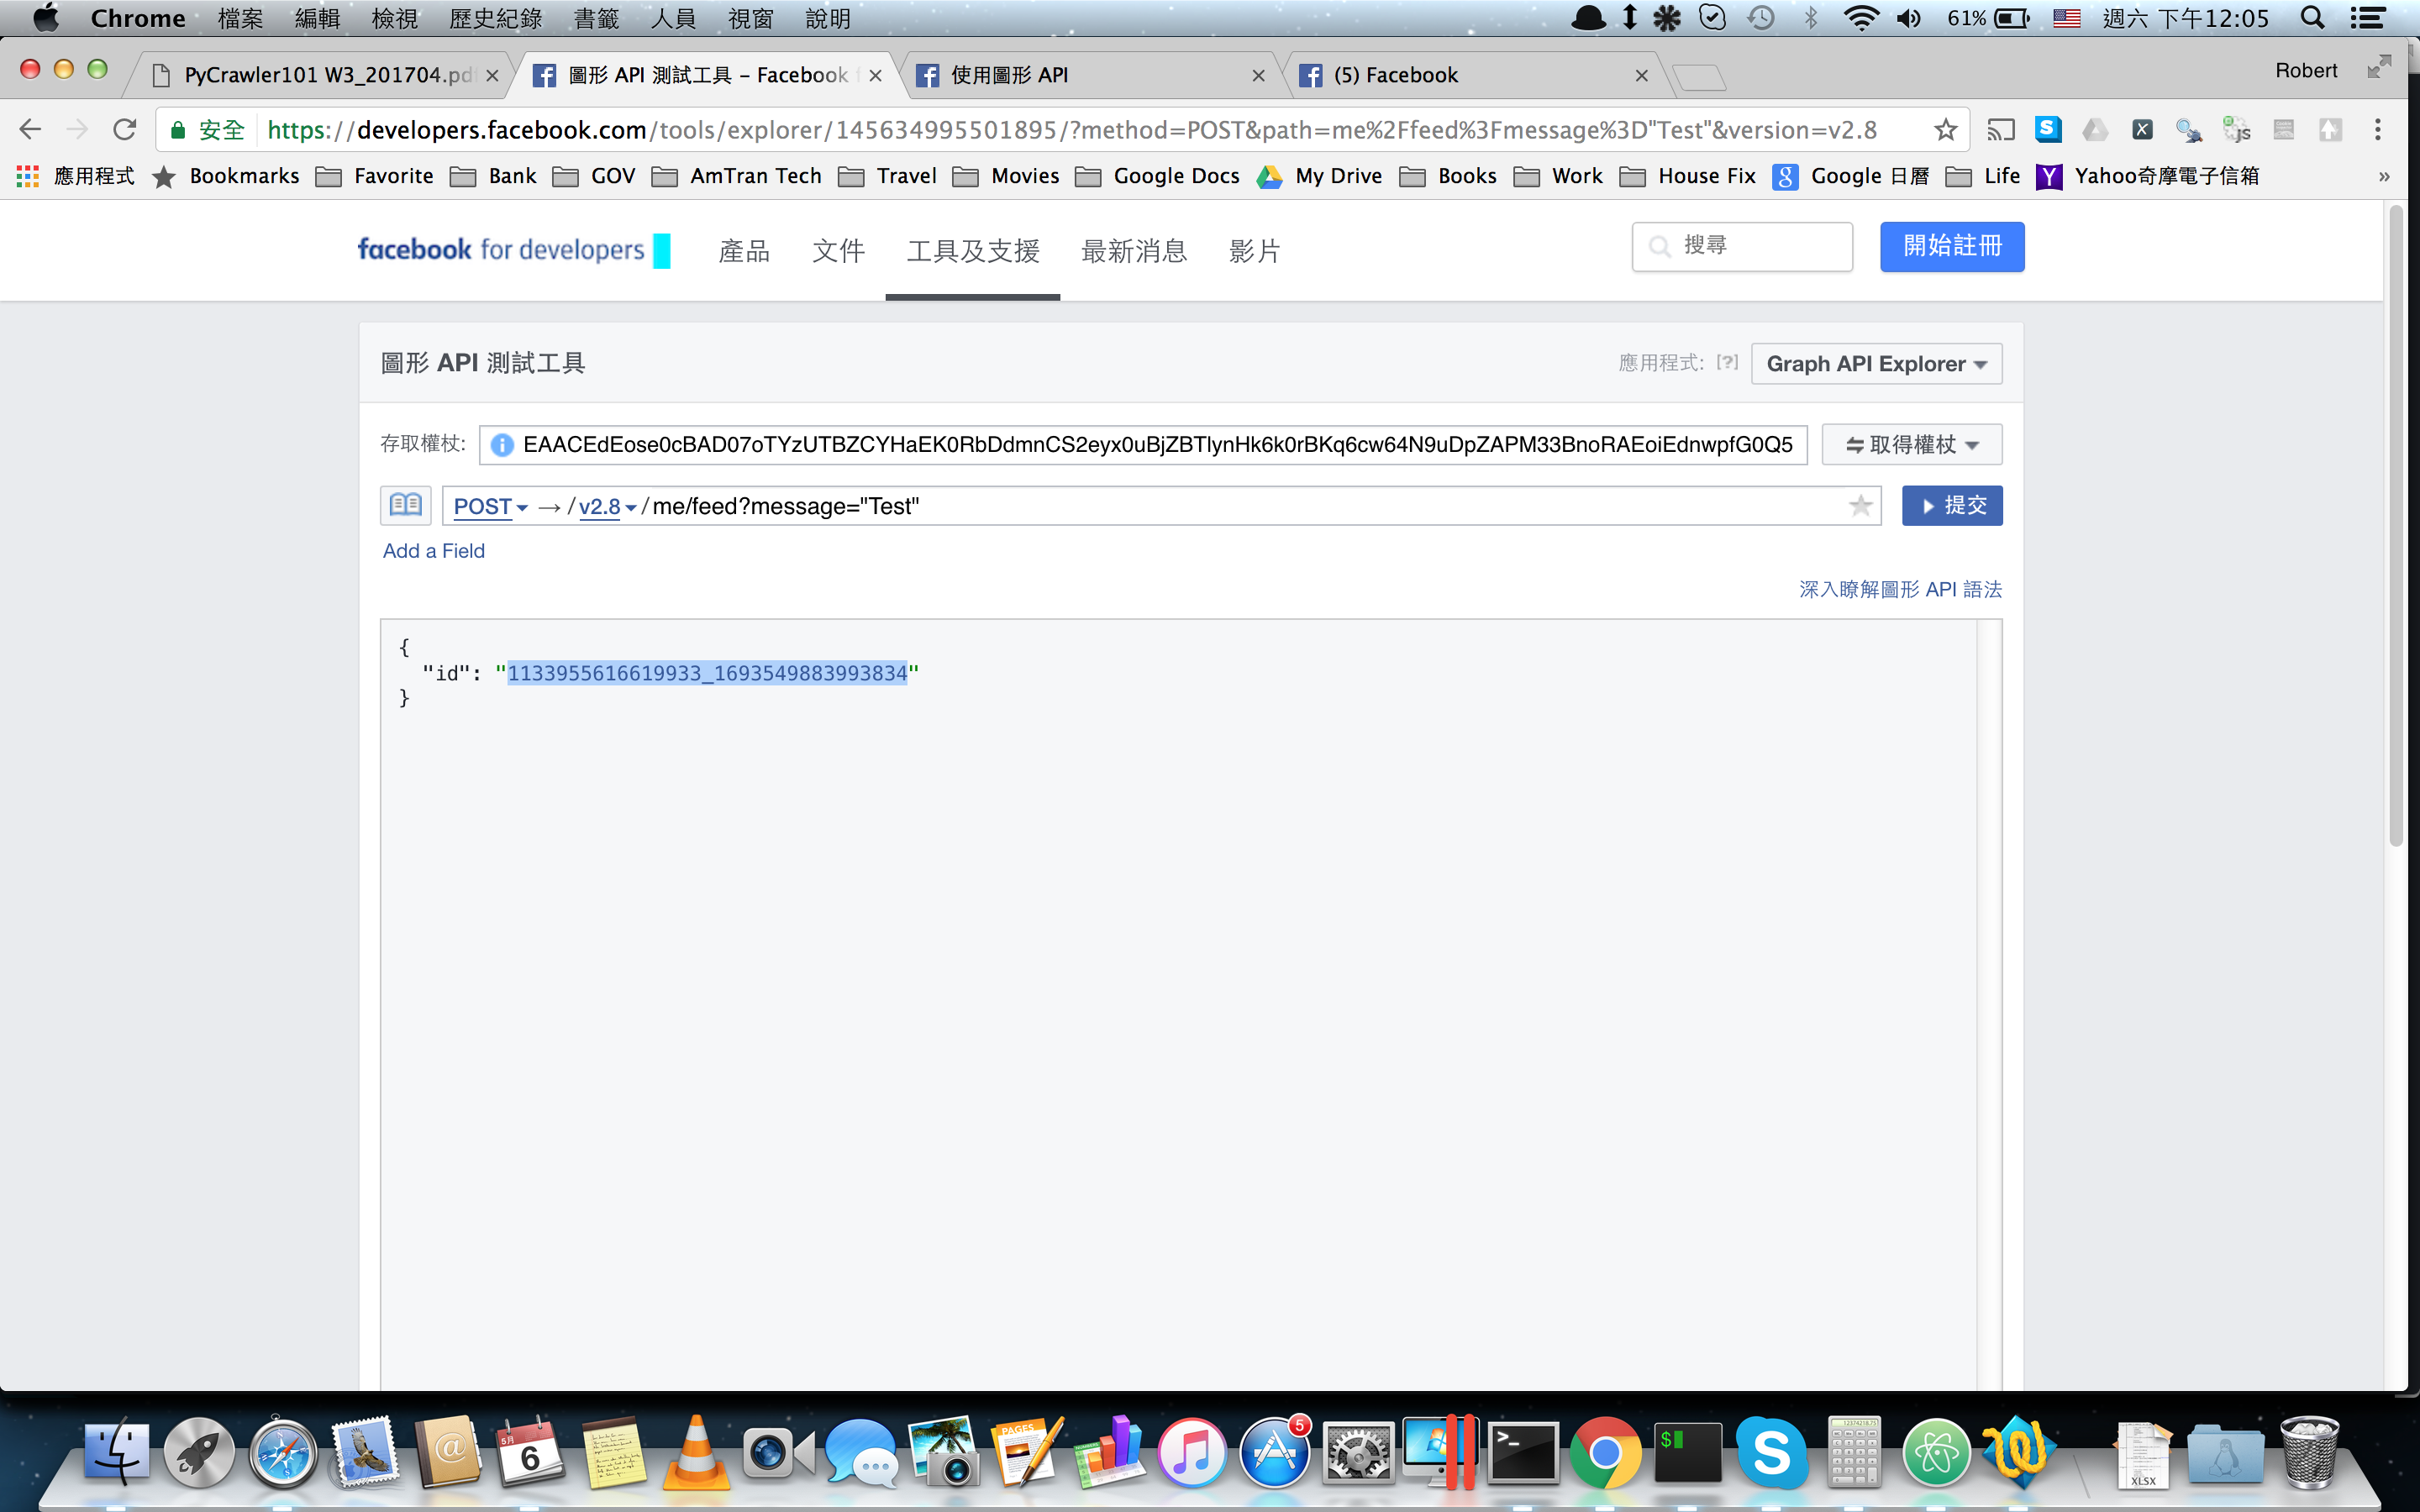 Chrome 檔案 編輯 檢視 歷史紀錄 書籤 人員 視窗 說明 61% 週六 下午12:05
PyCrawler101 W3_201704.pd 圖形 API 測試工具 - Facebook f 使用圖形 API (5) Facebook Robert
安全 https://developers.facebook.com/tools/explorer/145634995501895/?method=POST&path=me%2Ffeed%3Fmessage%3D"Test"&version=v2.8
應用程式 Bookmarks Favorite Bank GOV AmTran Tech Travel Movies Google Docs My Drive Books Work House Fix Google 日曆 Life Yahoo奇摩電子信箱 »
facebook for developers 產品 文件 工具及支援 最新消息 影片 搜尋 開始註冊
圖形 API 測試工具 應用程式: [?] Graph API Explorer
存取權杖: EAACEdEose0cBAD07oTYzUTBZCYHaEK0RbDdmnCS2eyx0uBjZBTlynHk6k0rBKq6cw64N9uDpZAPM33BnoRAEoiEdnwpfG0Q5 取得權杖
POST → / v2.8 / me/feed?message="Test" 提交
Add a Field
深入瞭解圖形 API 語法
{
"id": "1133955616619933_1693549883993834"
}
5月
6
PAGES
5
XLSX